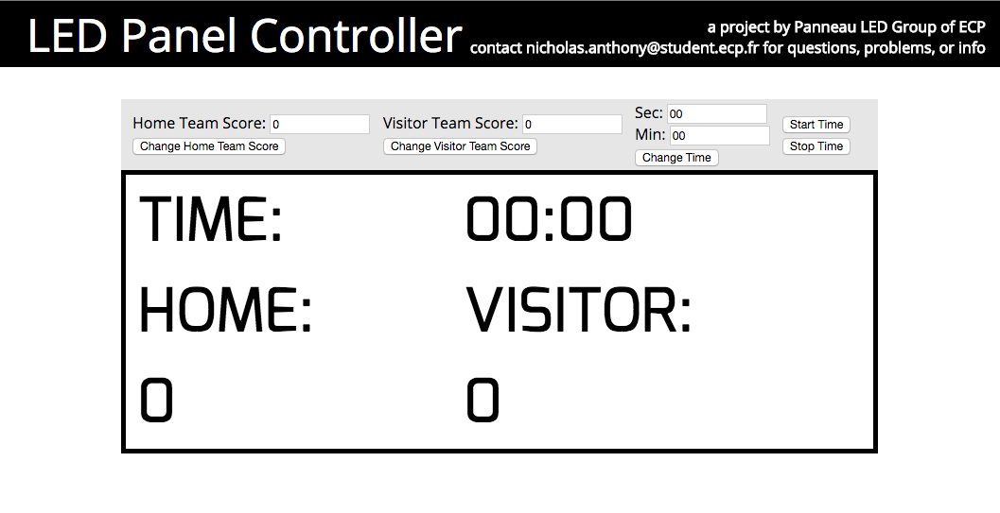 LED Panel Controller
a project by Panneau LED Group of ECP
contact nicholas.anthony@student.ecp.fr for questions, problems, or info
Home Team Score: 0
Change Home Team Score
Visitor Team Score: 0
Change Visitor Team Score
Sec: 00
Min: 00
Change Time
Start Time
Stop Time
TIME: 00:00
HOME: VISITOR:
0 0